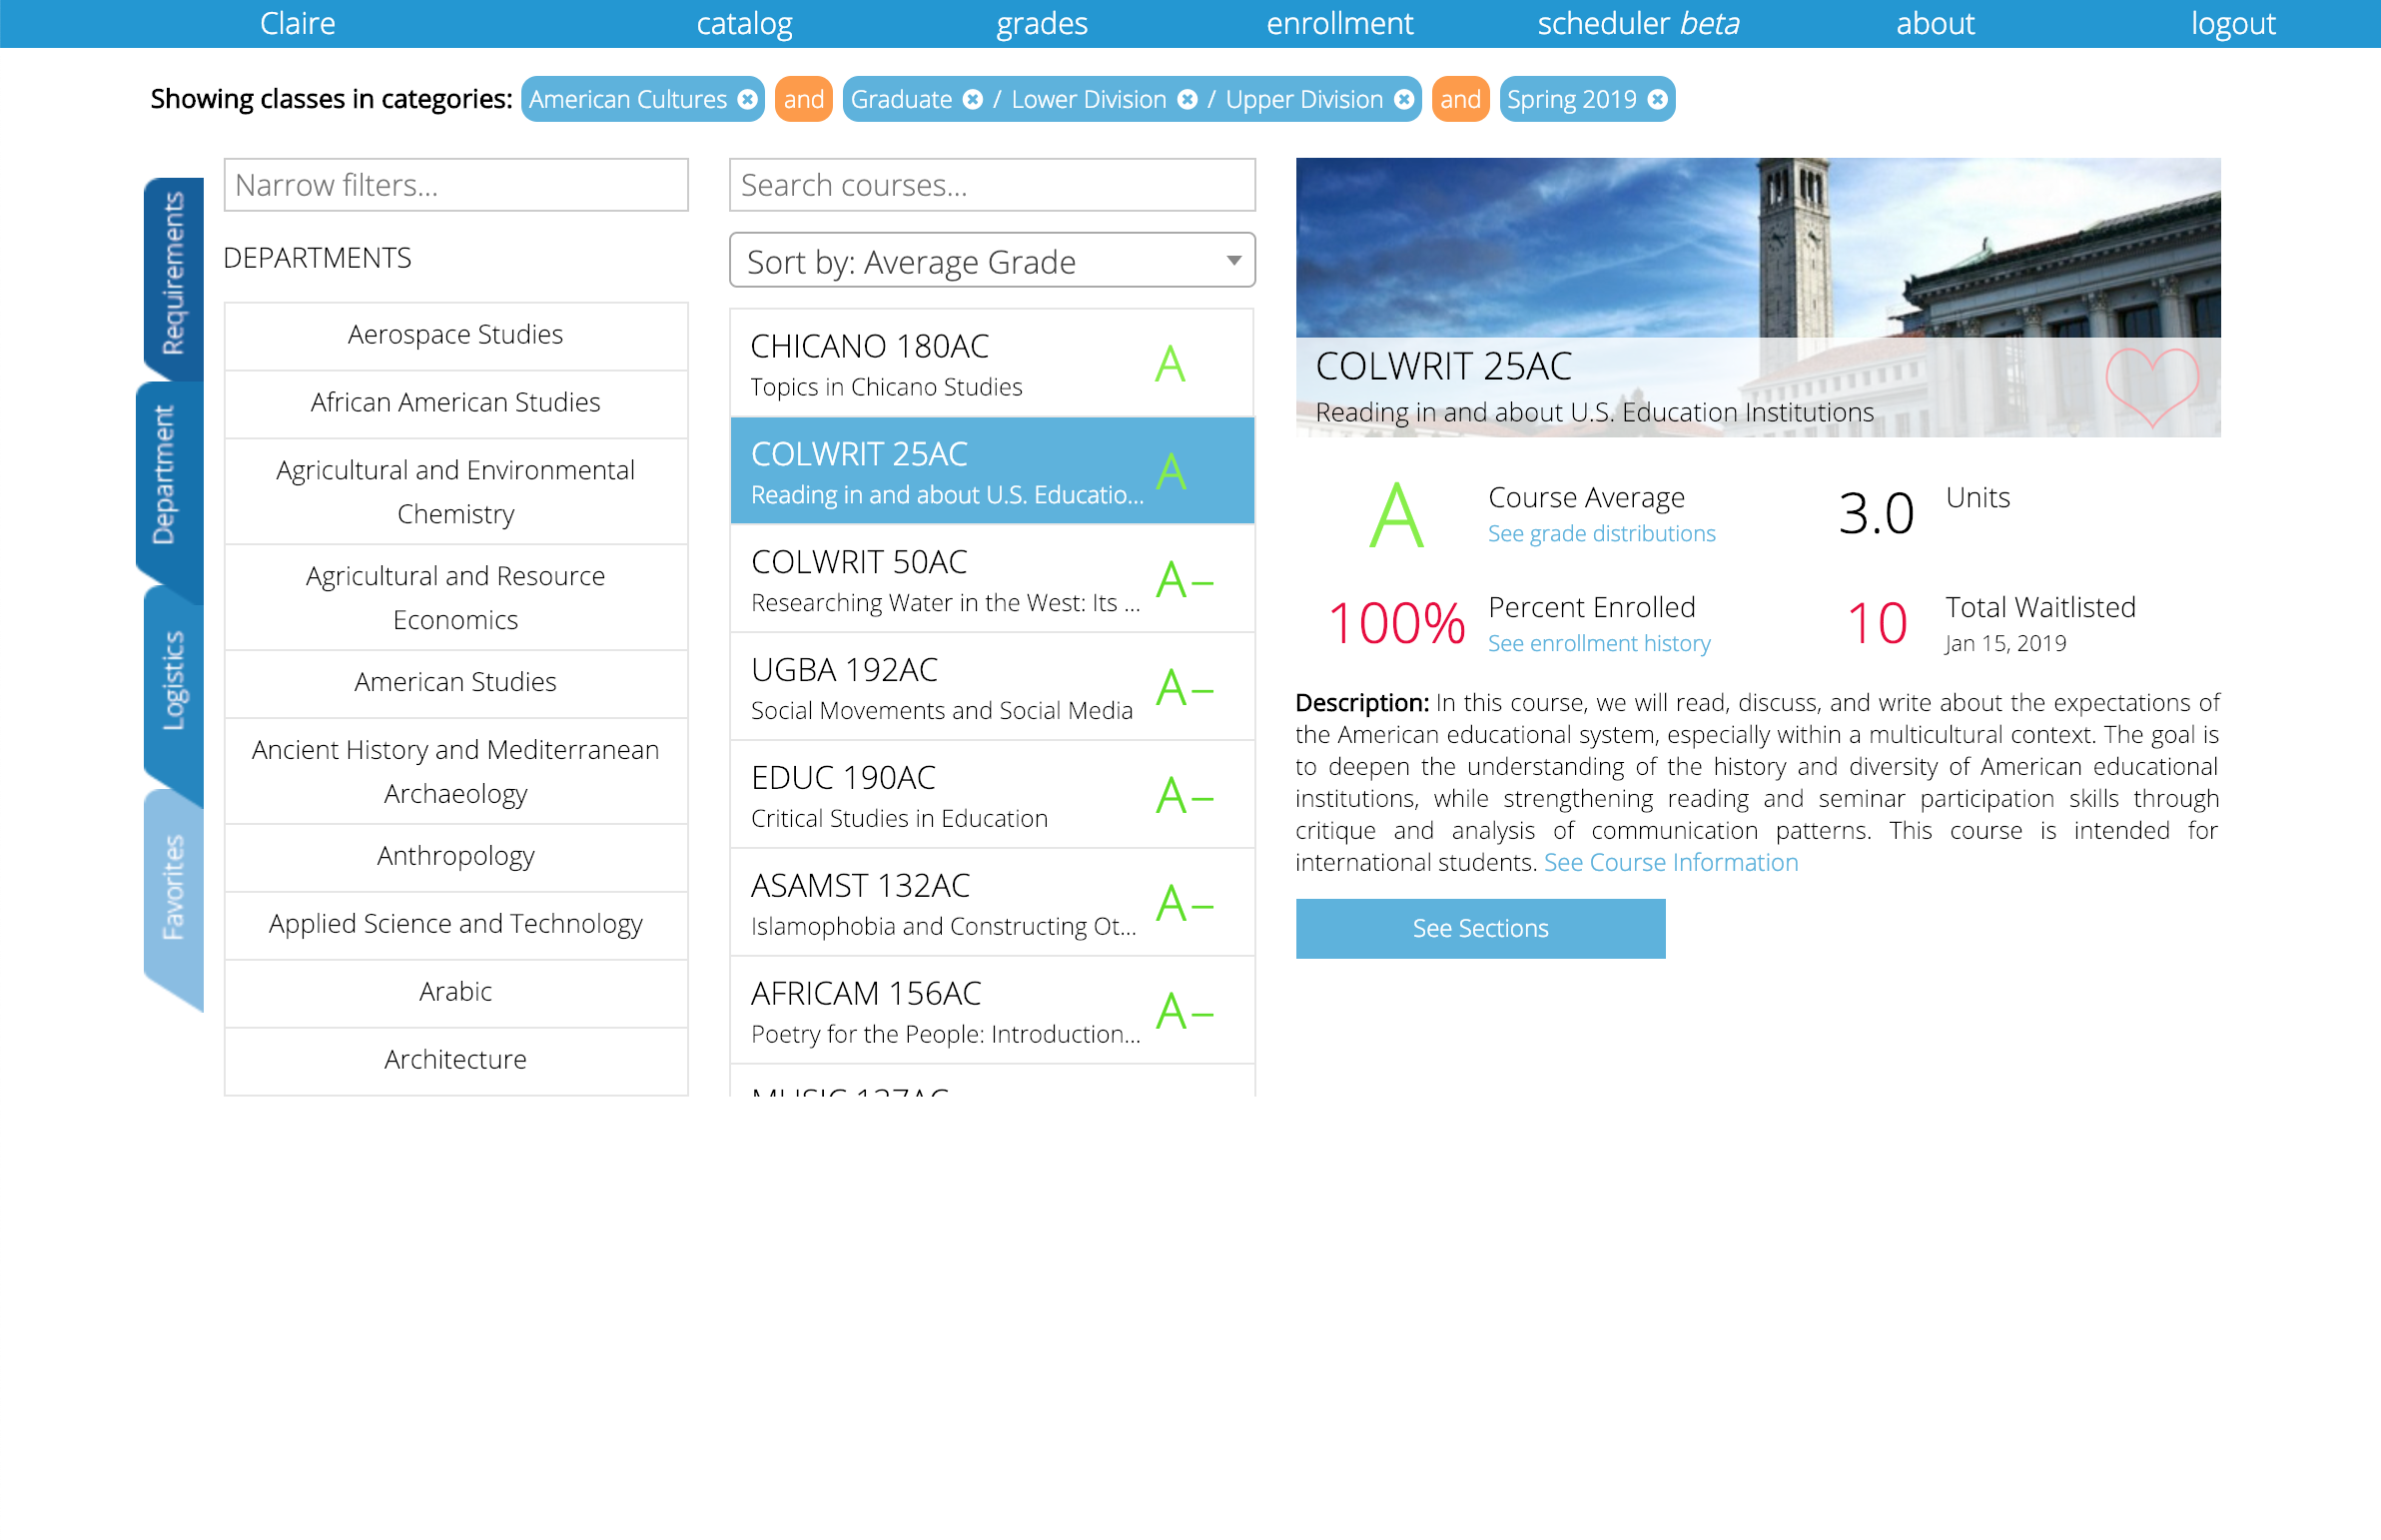 Claire catalog grades enrollment scheduler beta about logout
Showing classes in categories: American Cultures and Graduate / Lower Division / Upper Division and Spring 2019
Requirements
Department
Logistics
Favorites
Narrow filters...
DEPARTMENTS
Aerospace Studies
African American Studies
Agricultural and Environmental
Chemistry
Agricultural and Resource
Economics
American Studies
Ancient History and Mediterranean
Archaeology
Anthropology
Applied Science and Technology
Arabic
Architecture
Search courses...
Sort by: Average Grade
CHICANO 180AC
Topics in Chicano Studies
A
COLWRIT 25AC
Reading in and about U.S. Educatio...
A
COLWRIT 50AC
Researching Water in the West: Its ...
A–
UGBA 192AC
Social Movements and Social Media
A–
EDUC 190AC
Critical Studies in Education
A–
ASAMST 132AC
Islamophobia and Constructing Ot...
A–
AFRICAM 156AC
Poetry for the People: Introduction...
A–
MUSIC 137AC
COLWRIT 25AC
Reading in and about U.S. Education Institutions
A
Course Average
See grade distributions
3.0
Units
100%
Percent Enrolled
See enrollment history
10
Total Waitlisted
Jan 15, 2019
Description: In this course, we will read, discuss, and write about the expectations of
the American educational system, especially within a multicultural context. The goal is
to deepen the understanding of the history and diversity of American educational
institutions, while strengthening reading and seminar participation skills through
critique and analysis of communication patterns. This course is intended for
international students. See Course Information
See Sections